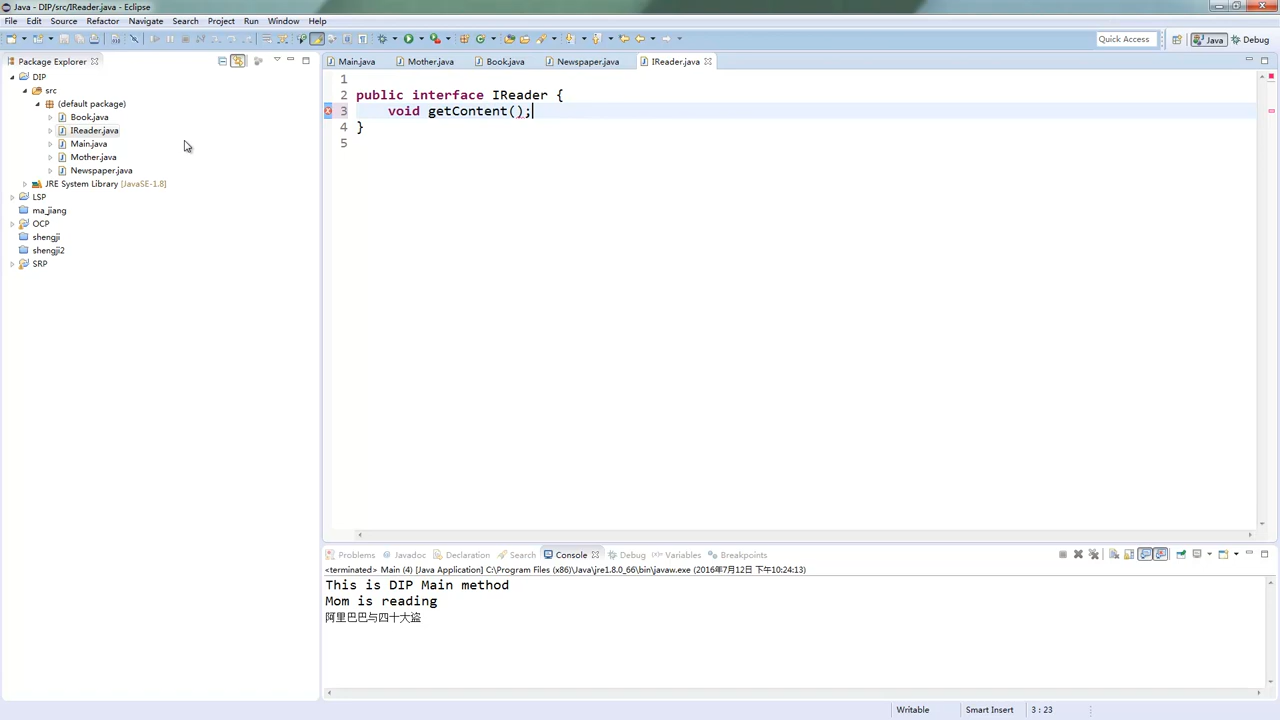 Java - DIP/src/IReader.java - Eclipse
File Edit Source Refactor Navigate Search Project Run Window Help
Quick Access Java Debug
Package Explorer
Main.java Mother.java Book.java Newspaper.java IReader.java
DIP
src
(default package)
Book.java
IReader.java
Main.java
Mother.java
Newspaper.java
JRE System Library [JavaSE-1.8]
LSP
ma_jiang
OCP
shengji
shengji2
SRP
1
2 public interface IReader {
3 void getContent();
4 }
5
Problems Javadoc Declaration Search Console Debug Variables Breakpoints
<terminated> Main (4) [Java Application] C:\Program Files (x86)\Java\jre1.8.0_66\bin\javaw.exe (2016年7月12日 下午10:24:13)
This is DIP Main method
Mom is reading
阿里巴巴与四十大盗
Writable Smart Insert 3 : 23